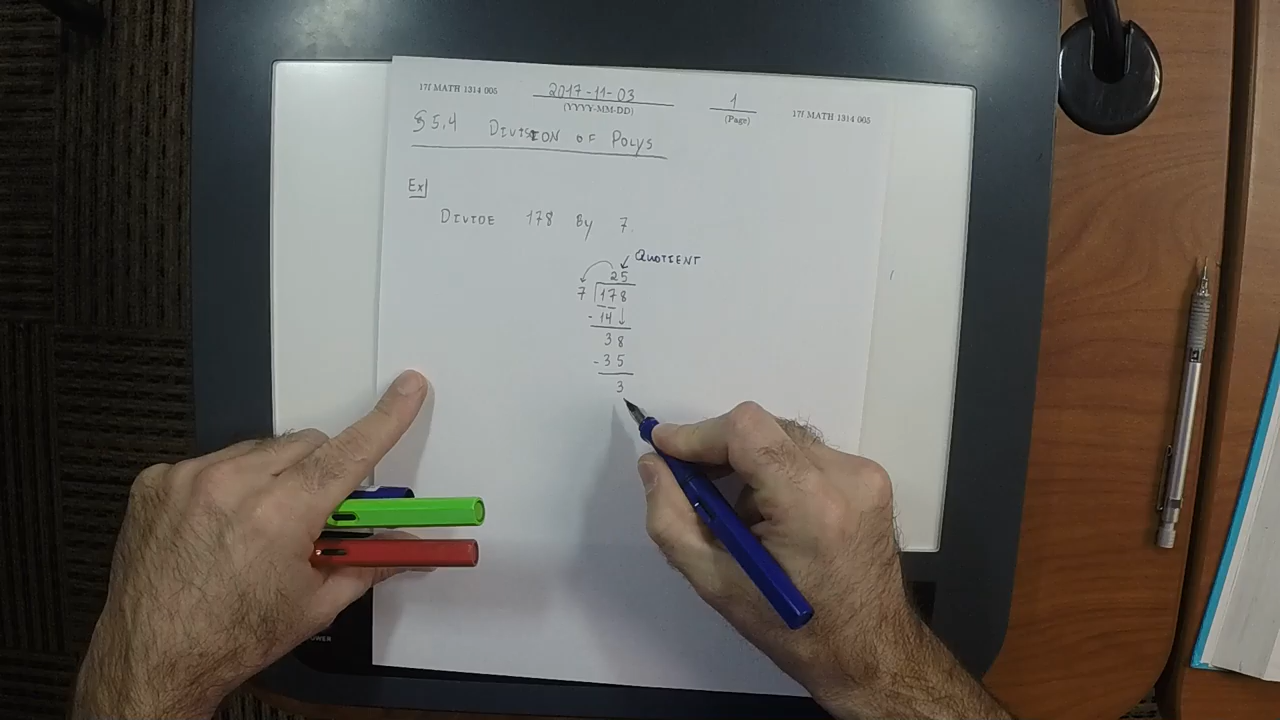 17f MATH 1314 005 2017-11-03 1 17f MATH 1314 005
(YYYY-MM-DD) (Page)
§5.4 DIVISION OF POLYS
Ex
DIVIDE 178 By 7.
QUOTIENT
25
7 178
-14
38
-35
3
POWER